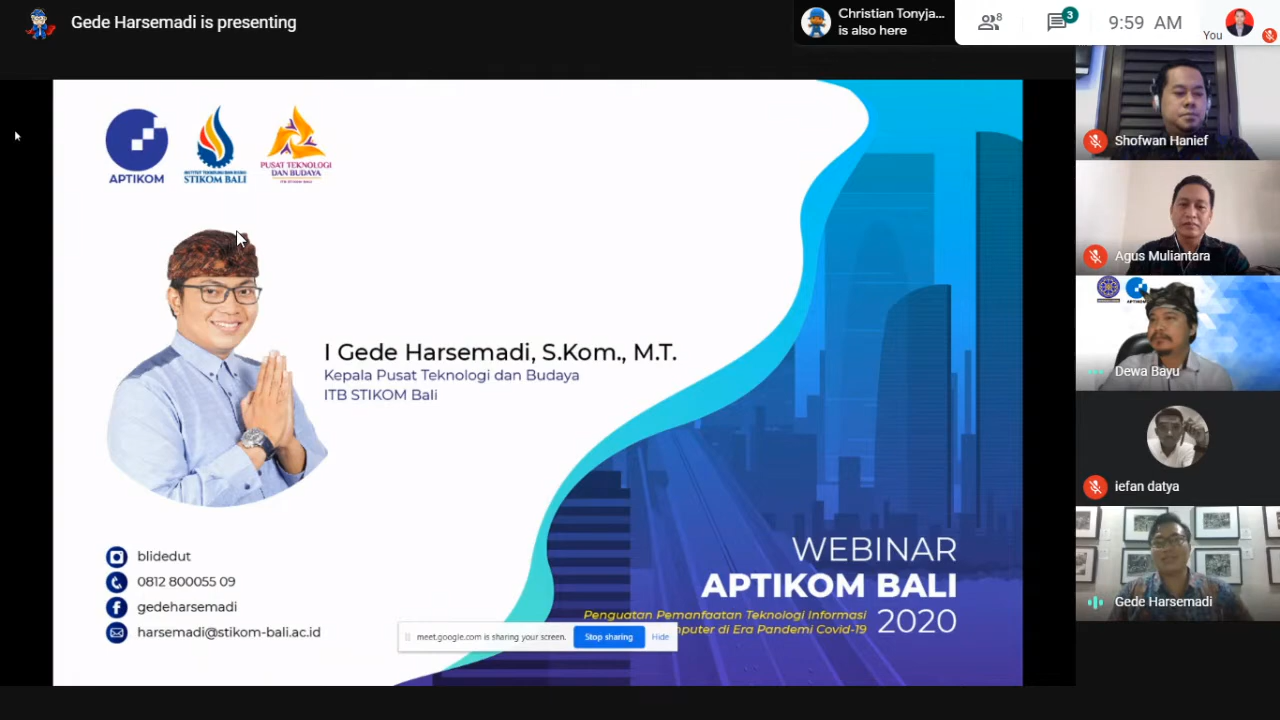 Gede Harsemadi is presenting
Christian Tonyja...
is also here
8
3
9:59 AM
You
APTIKOM
STIKOM BALI
PUSAT TEKNOLOGI
DAN BUDAYA
I Gede Harsemadi, S.Kom., M.T.
Kepala Pusat Teknologi dan Budaya
ITB STIKOM Bali
blidedut
0812 800055 09
gedeharsemadi
harsemadi@stikom-bali.ac.id
WEBINAR
APTIKOM BALI
2020
Penguatan Pemanfaatan Teknologi Informasi
mputer di Era Pandemi Covid-19
meet.google.com is sharing your screen.
Stop sharing
Hide
Shofwan Hanief
Agus Muliantara
Dewa Bayu
iefan datya
Gede Harsemadi